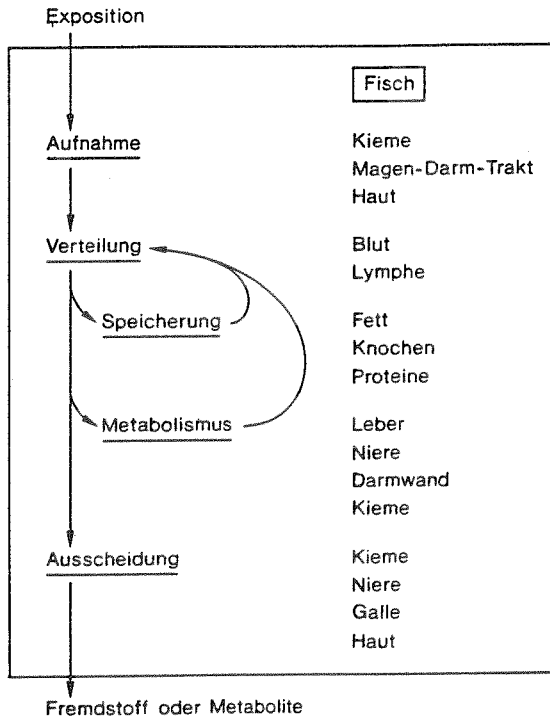 Exposition
Fisch
Aufnahme
Kieme
Magen-Darm-Trakt
Haut
Verteilung
Blut
Lymphe
Speicherung
Fett
Knochen
Proteine
Metabolismus
Leber
Niere
Darmwand
Kieme
Ausscheidung
Kieme
Niere
Galle
Haut
Fremdstoff oder Metabolite